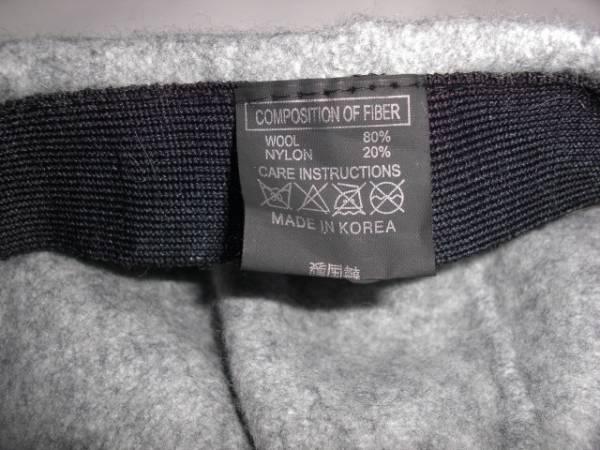 COMPOSITION OF FIBER
WOOL 80%
NYLON 20%
CARE INSTRUCTIONS
MADE IN KOREA